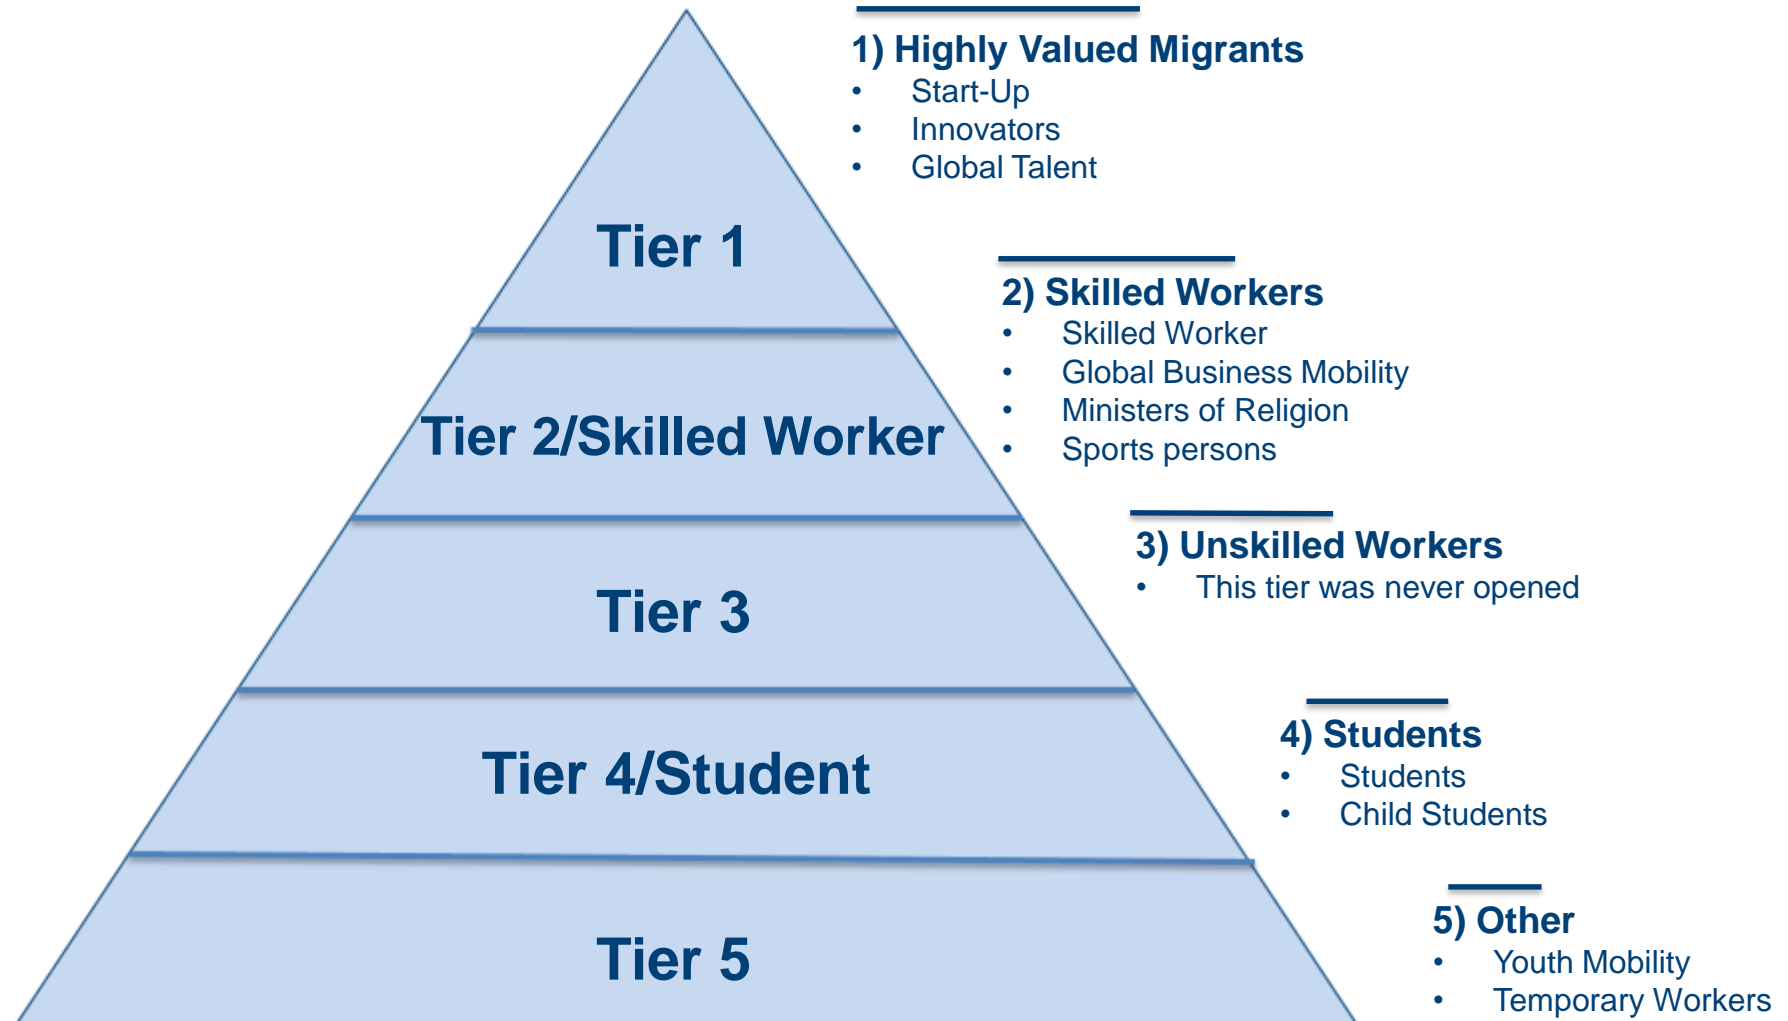 1) Highly Valued Migrants
• Start-Up
• Innovators
• Global Talent
Tier 1
2) Skilled Workers
• Skilled Worker
• Global Business Mobility
• Ministers of Religion
• Sports persons
Tier 2/Skilled Worker
3) Unskilled Workers
• This tier was never opened
Tier 3
4) Students
• Students
• Child Students
Tier 4/Student
5) Other
• Youth Mobility
• Temporary Workers
Tier 5